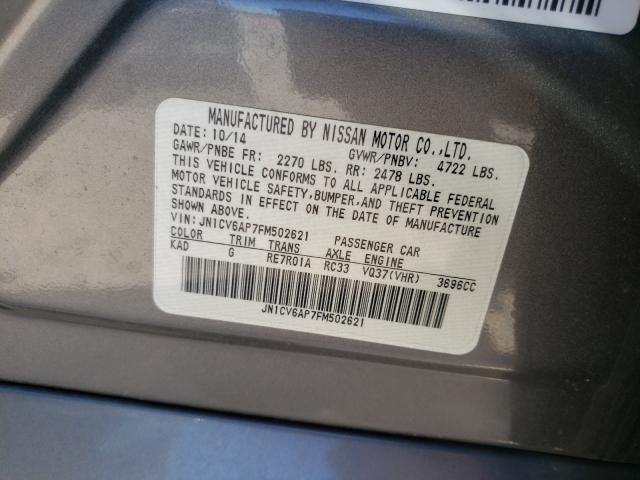 MANUFACTURED BY NISSAN MOTOR CO.,LTD.
DATE: 10/14 GVWR/PNBV: 4722 LBS.
GAWR/PNBE FR: 2270 LBS. RR: 2478 LBS.
THIS VEHICLE CONFORMS TO ALL APPLICABLE FEDERAL
MOTOR VEHICLE SAFETY,BUMPER,AND THEFT PREVENTION
STANDARDS IN EFFECT ON THE DATE OF MANUFACTURE
SHOWN ABOVE.
VIN: JN1CV6AP7FM502621 PASSENGER CAR
COLOR TRIM TRANS AXLE ENGINE
KAD G RE7R01A RC33 VQ37(VHR) 3696CC
JN1CV6AP7FM502621